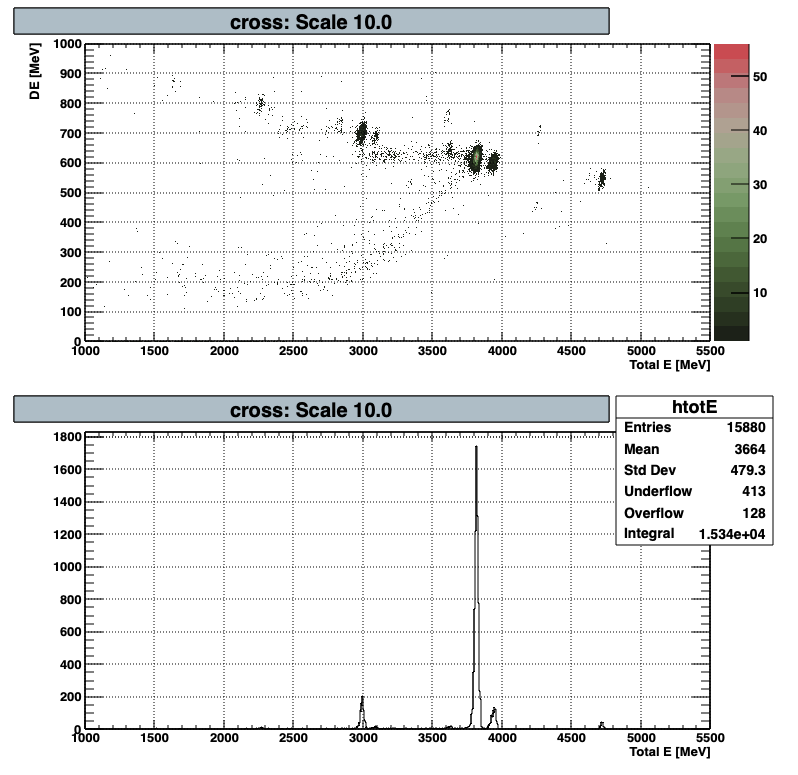 cross: Scale 10.0
DE [MeV]
1000
900
800
700
600
500
400
300
200
100
0
1000 1500 2000 2500 3000 3500 4000 4500 5000 5500
Total E [MeV]
50
40
30
20
10
cross: Scale 10.0
htotE
Entries 15880
Mean 3664
Std Dev 479.3
Underflow 413
Overflow 128
Integral 1.534e+04
1800
1600
1400
1200
1000
800
600
400
200
0
1000 1500 2000 2500 3000 3500 4000 4500 5000 5500
Total E [MeV]